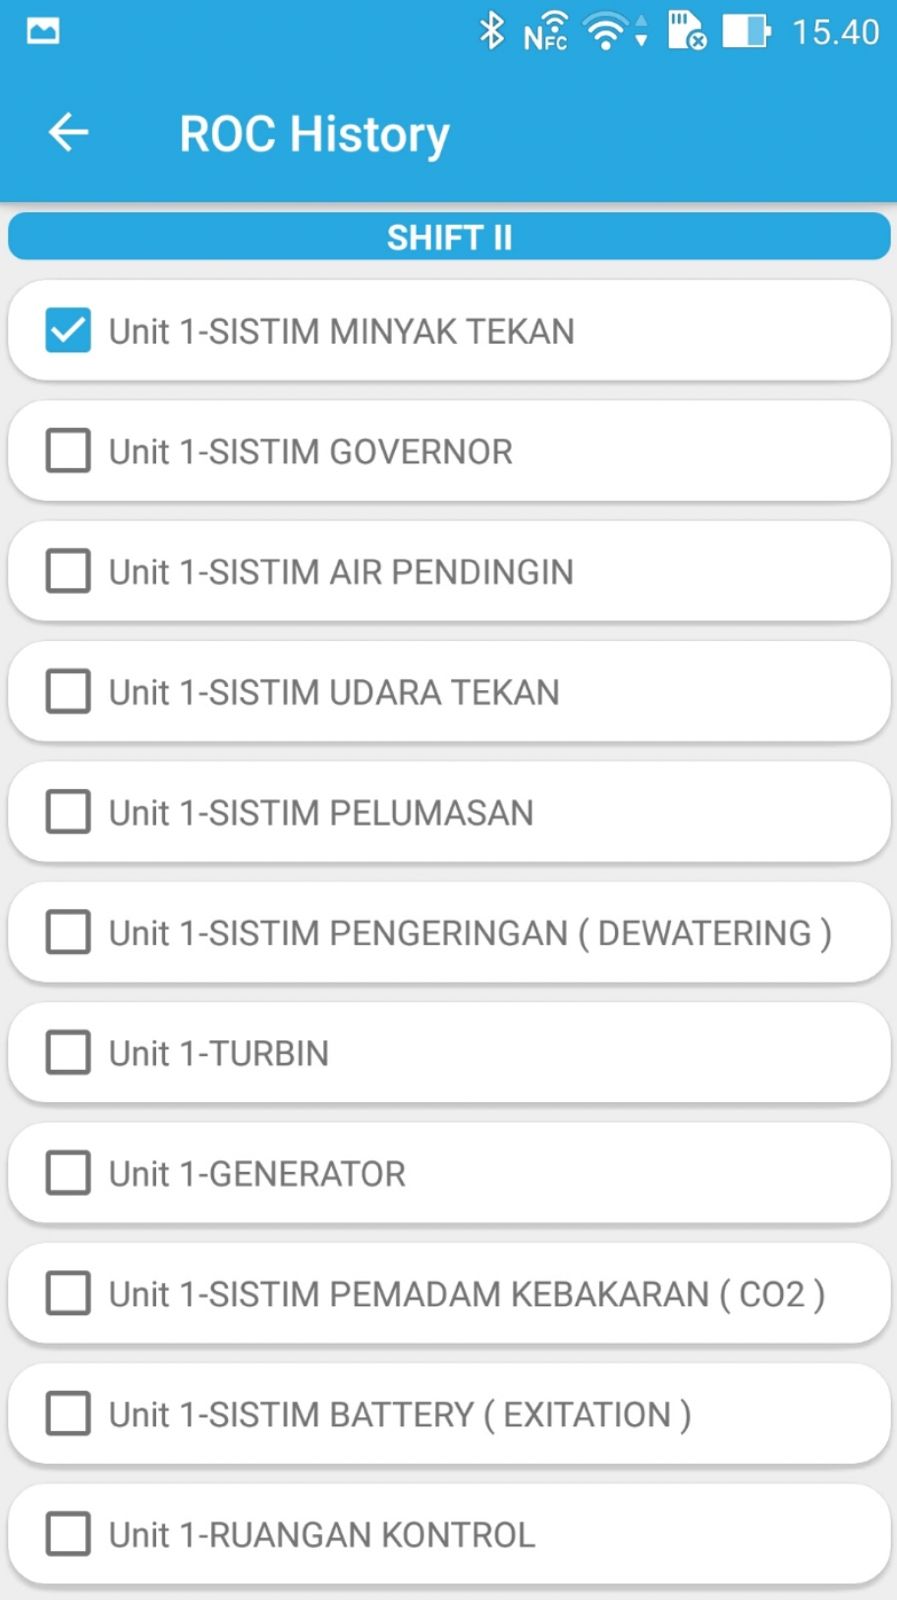 NFC 15.40
ROC History
SHIFT II
Unit 1-SISTIM MINYAK TEKAN
Unit 1-SISTIM GOVERNOR
Unit 1-SISTIM AIR PENDINGIN
Unit 1-SISTIM UDARA TEKAN
Unit 1-SISTIM PELUMASAN
Unit 1-SISTIM PENGERINGAN ( DEWATERING )
Unit 1-TURBIN
Unit 1-GENERATOR
Unit 1-SISTIM PEMADAM KEBAKARAN ( CO2 )
Unit 1-SISTIM BATTERY ( EXITATION )
Unit 1-RUANGAN KONTROL